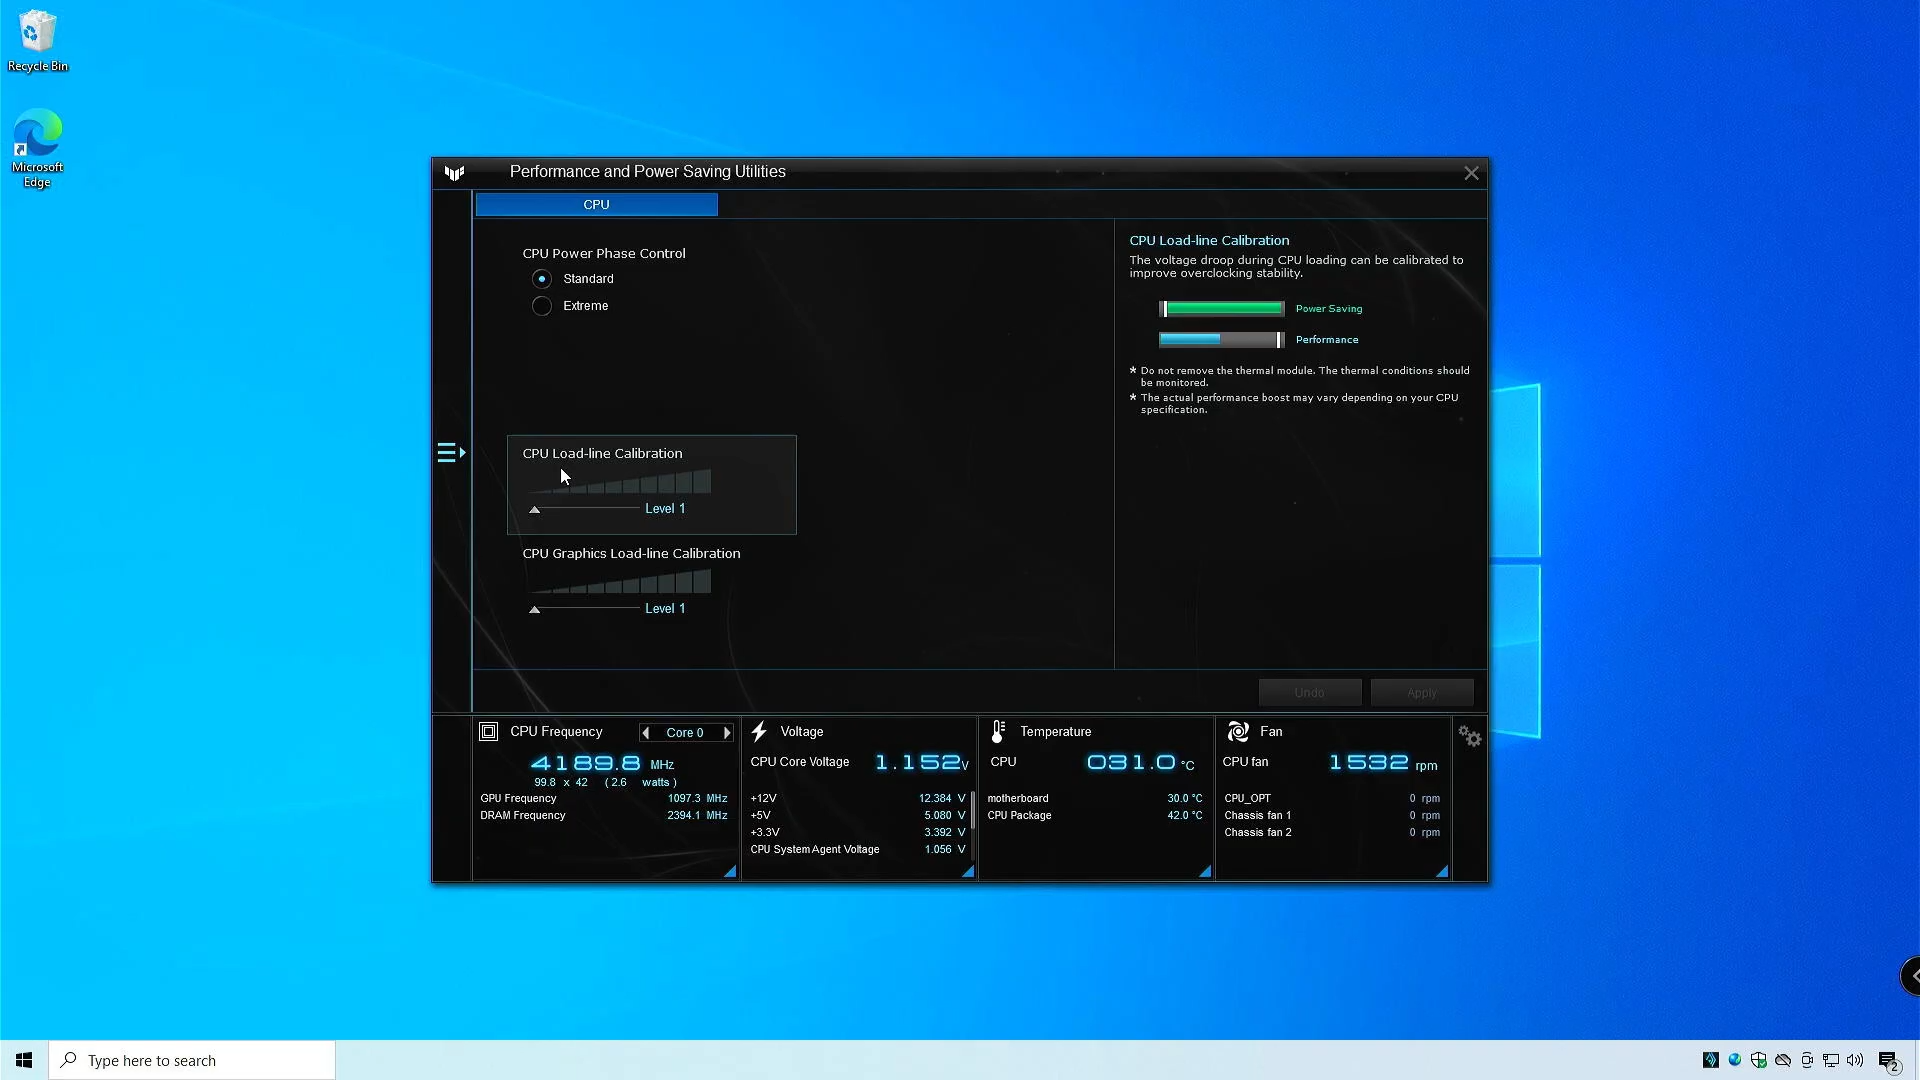 Recycle Bin
Microsoft
Edge
Performance and Power Saving Utilities
CPU
CPU Power Phase Control
Standard
Extreme
CPU Load-line Calibration
Level 1
CPU Graphics Load-line Calibration
Level 1
CPU Load-line Calibration
The voltage droop during CPU loading can be calibrated to
improve overclocking stability.
Power Saving
Performance
* Do not remove the thermal module. The thermal conditions should
be monitored.
* The actual performance boost may vary depending on your CPU
specification.
Undo
Apply
CPU Frequency
Core 0
4189.8 MHz
99.8 x 42 (2.6 watts )
GPU Frequency 1097.3 MHz
DRAM Frequency 2394.1 MHz
Voltage
CPU Core Voltage 1.152 V
+12V 12.384 V
+5V 5.080 V
+3.3V 3.392 V
CPU System Agent Voltage 1.056 V
Temperature
CPU 031.0 °C
motherboard 30.0 °C
CPU Package 42.0 °C
Fan
CPU fan 1532 rpm
CPU_OPT 0 rpm
Chassis fan 1 0 rpm
Chassis fan 2 0 rpm
Type here to search
2